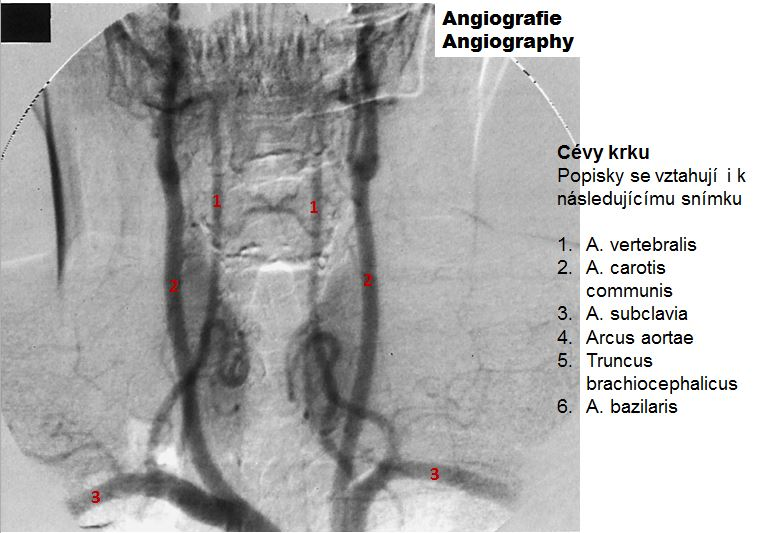 Angiografie
Angiography
Cévy krku
Popisky se vztahují i k
následujícímu snímku
1. A. vertebralis
2. A. carotis
communis
3. A. subclavia
4. Arcus aortae
5. Truncus
brachiocephalicus
6. A. bazilaris
1 1
2 2
3 3